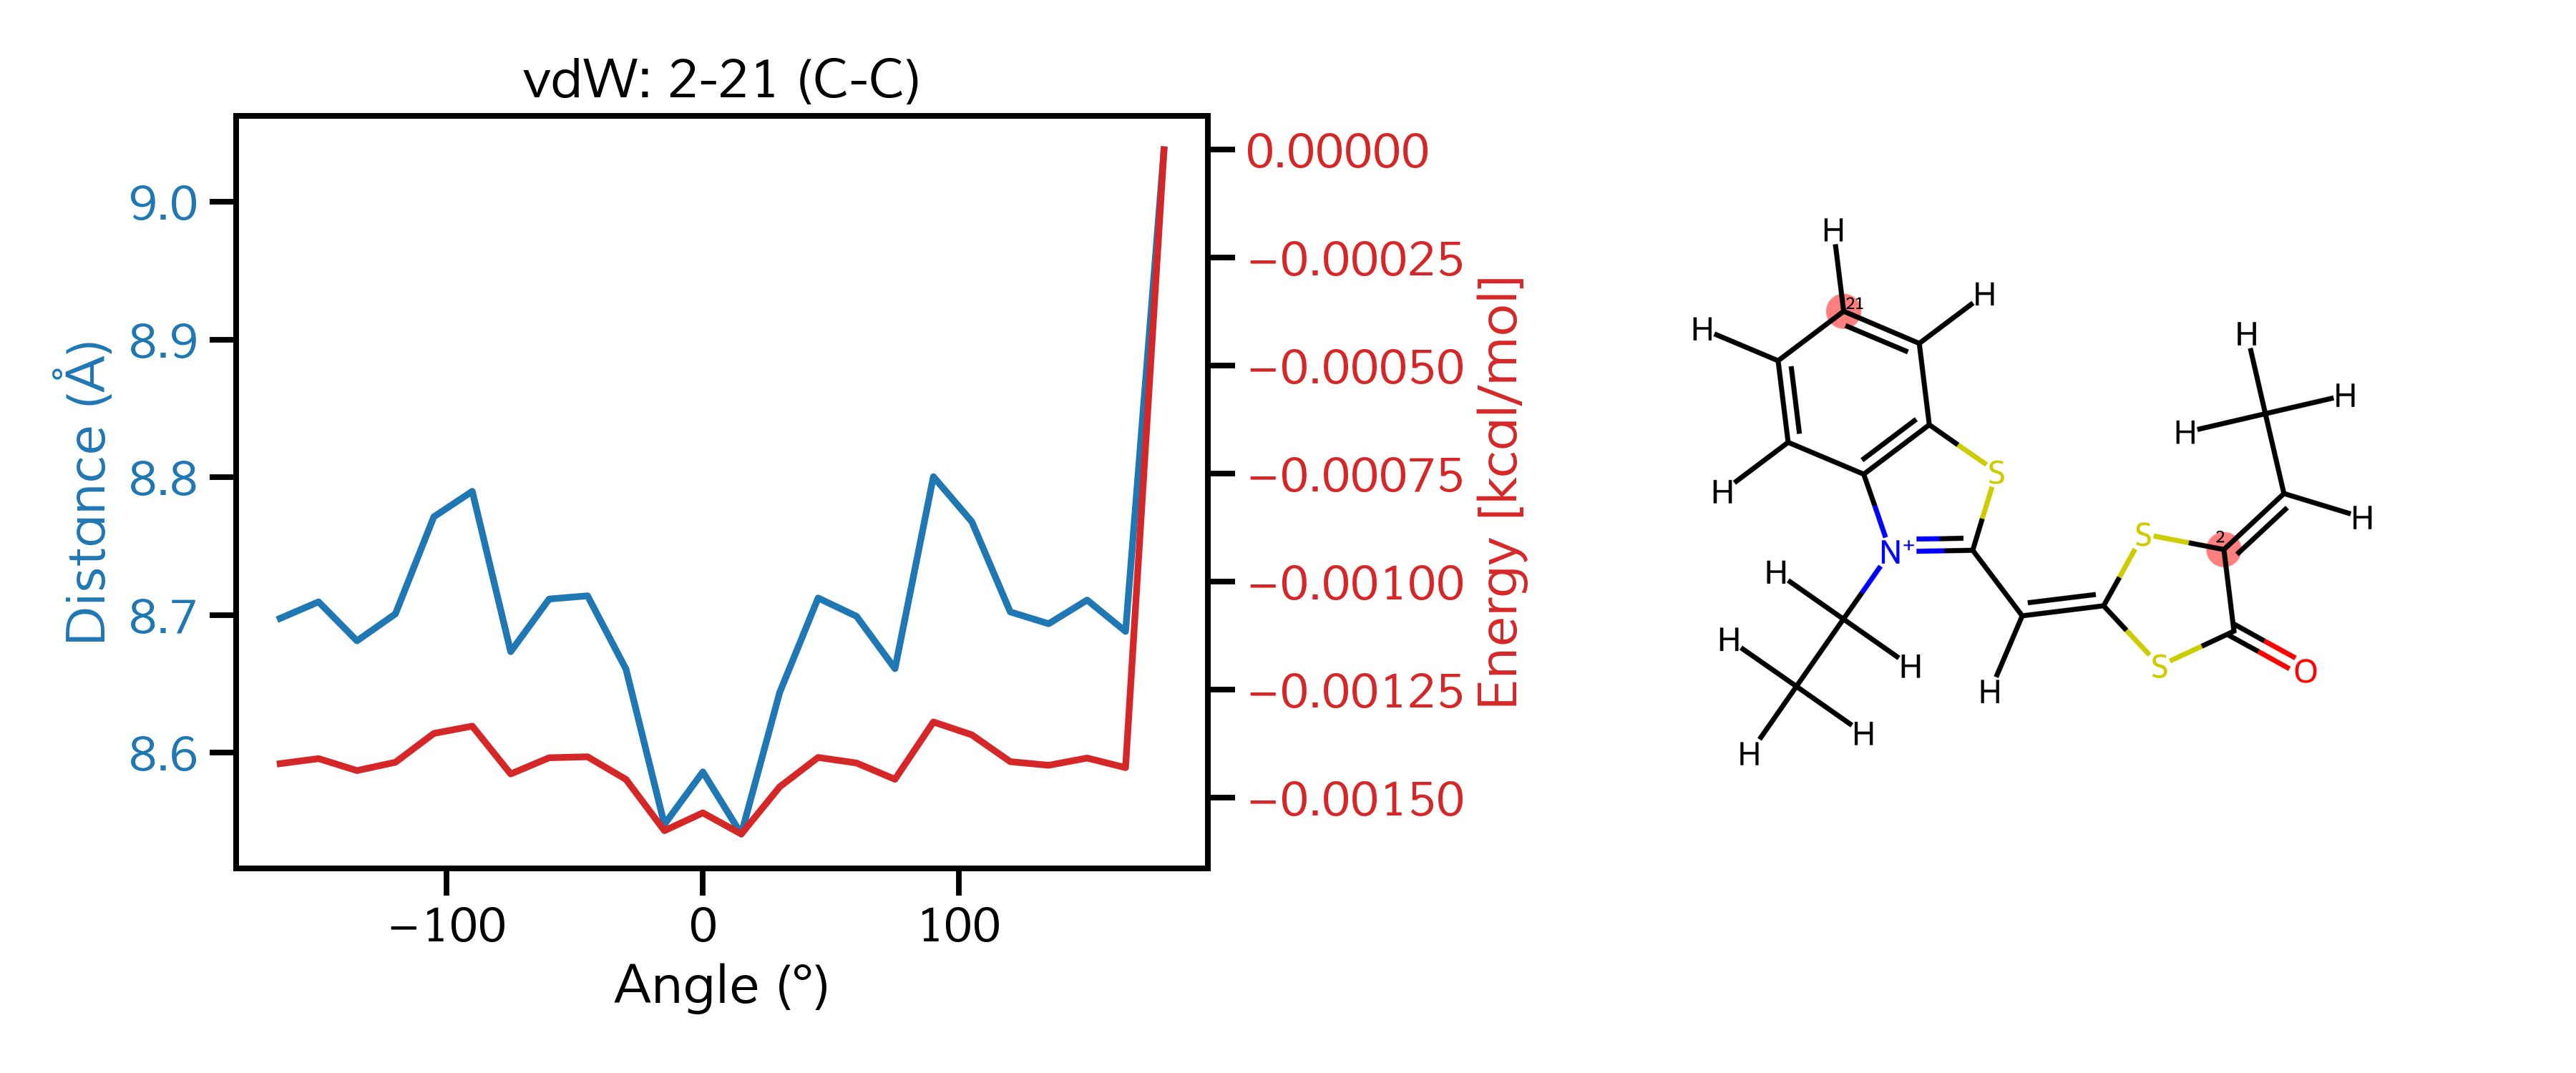 vdW: 2-21 (C-C)
Distance (Å)
9.0
8.9
8.8
8.7
8.6
0.00000
−0.00025
−0.00050
−0.00075
−0.00100
−0.00125
−0.00150
Energy [kcal/mol]
−100 0 100
Angle (°)
H
21
H
H
H
H
H
H
S
H
H
S
2
N+
H
H
H
S
O
H
H
H